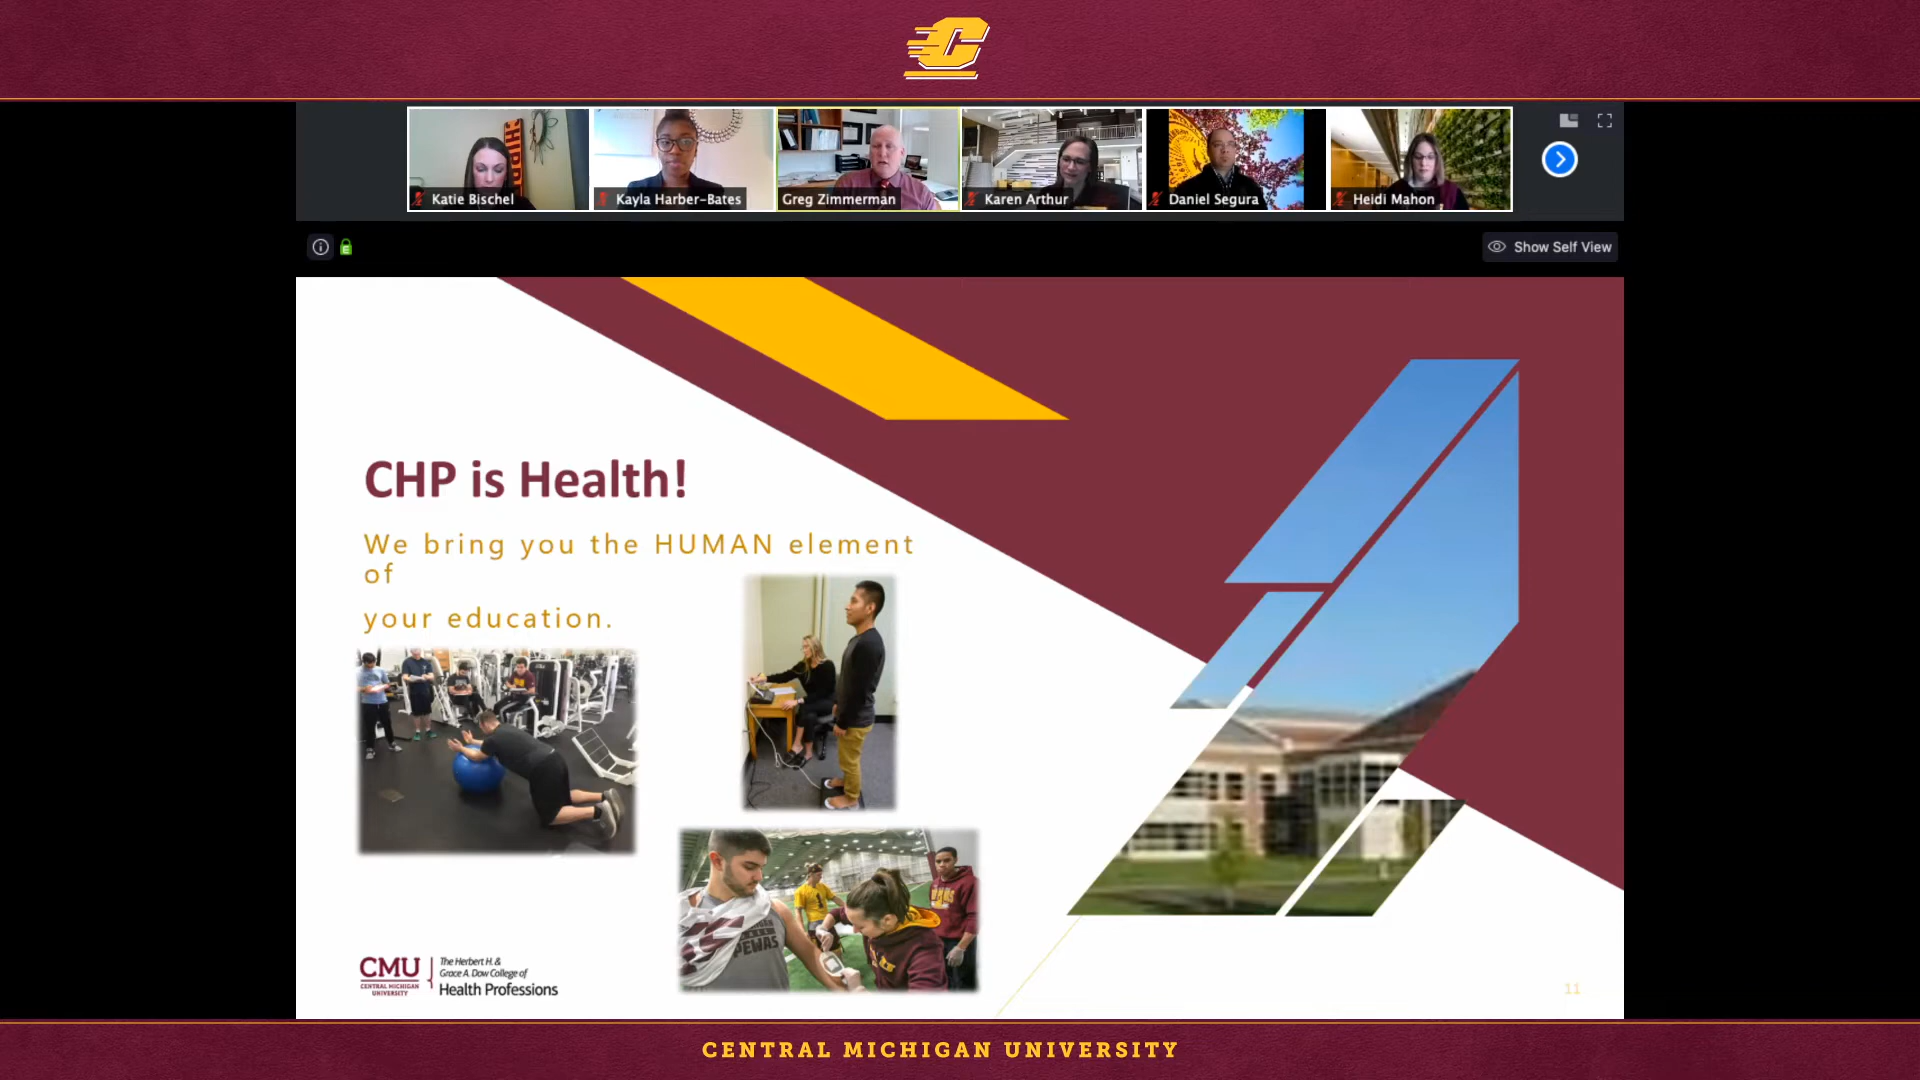 Katie Bischel
Kayla Harber-Bates
Greg Zimmerman
Karen Arthur
Daniel Segura
Heidi Mahon
Show Self View
CHP is Health!
We bring you the HUMAN element
of
your education.
CMU
CENTRAL MICHIGAN
UNIVERSITY
The Herbert H. &
Grace A. Dow College of
Health Professions
11
CENTRAL MICHIGAN UNIVERSITY